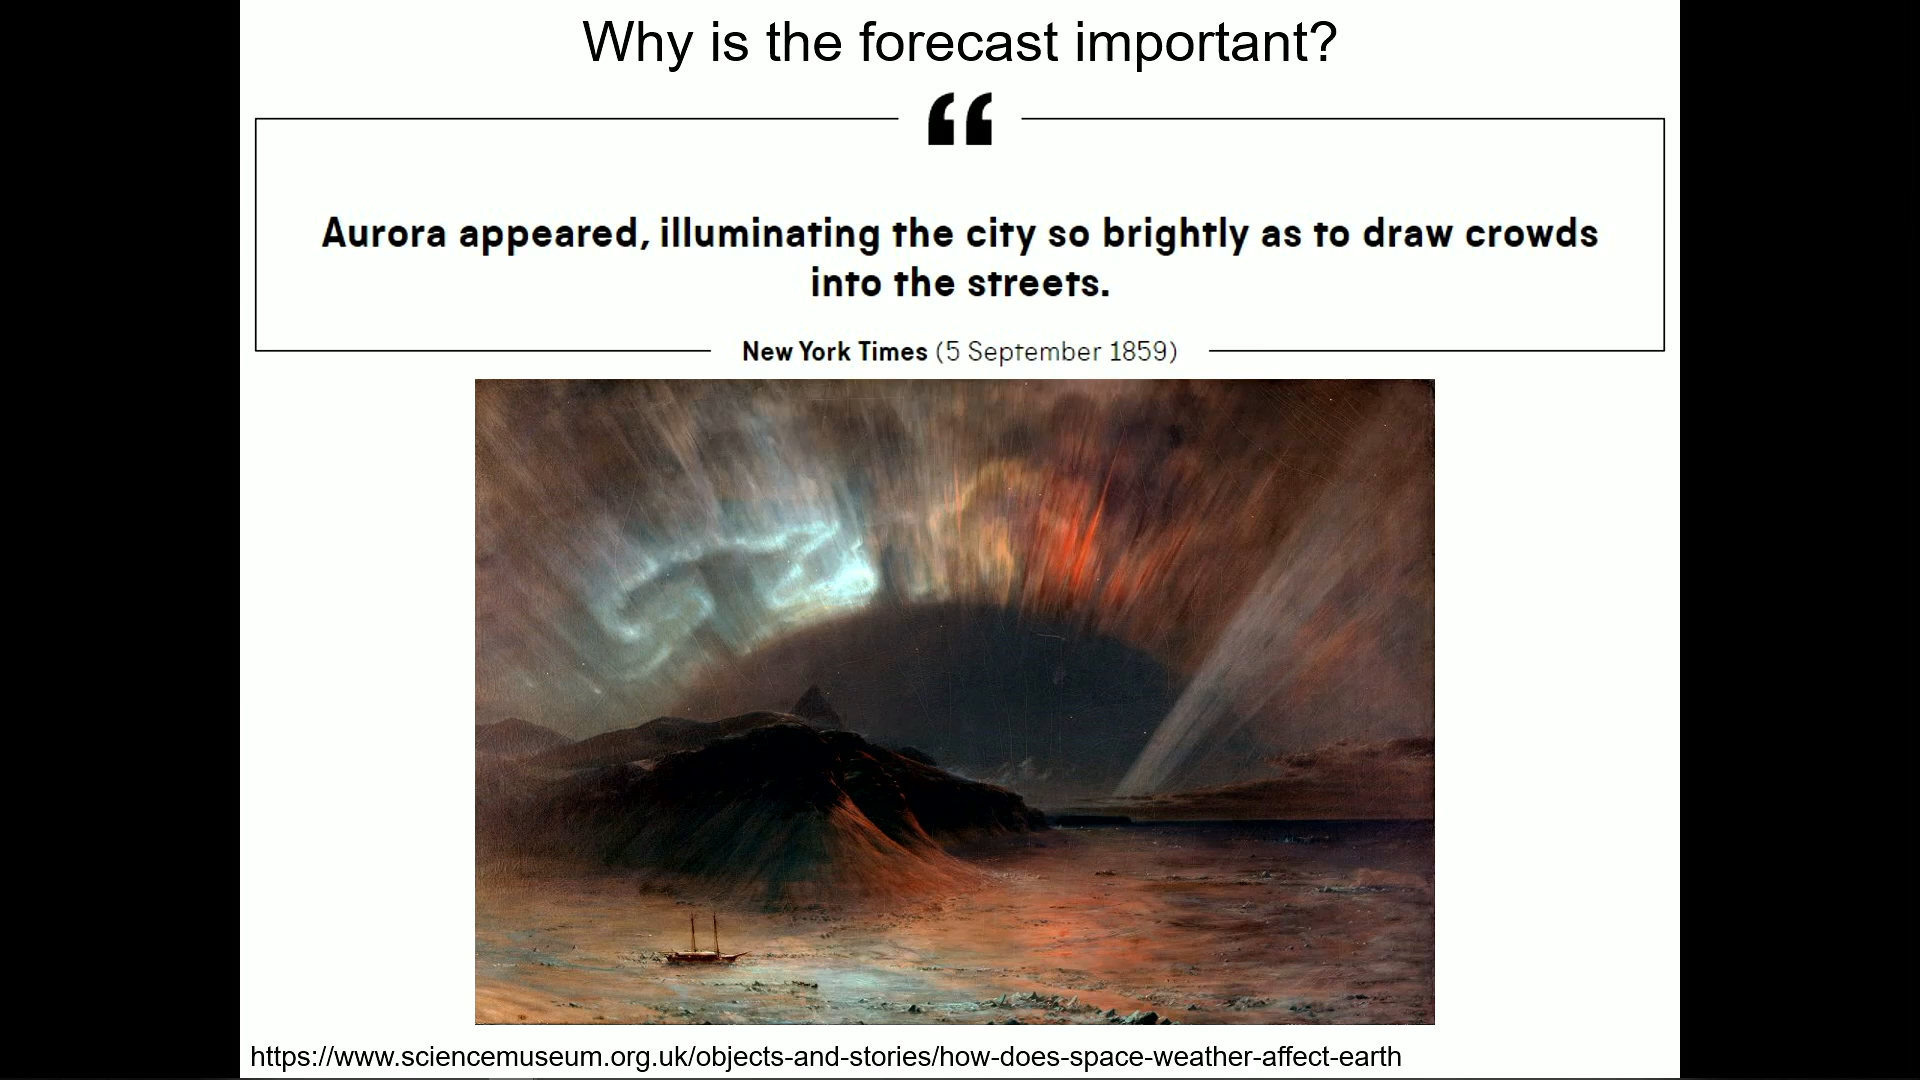 Why is the forecast important?
“
Aurora appeared, illuminating the city so brightly as to draw crowds
into the streets.
New York Times (5 September 1859)
https://www.sciencemuseum.org.uk/objects-and-stories/how-does-space-weather-affect-earth